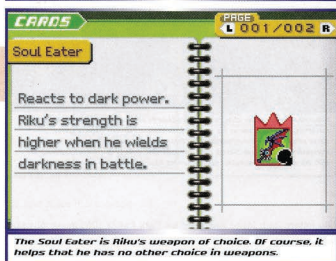 CARDS
PAGE
L 001/002 R
Soul Eater
Reacts to dark power.
Riku's strength is
higher when he wields
darkness in battle.
The Soul Eater is Riku's weapon of choice. Of course, it
helps that he has no other choice in weapons.